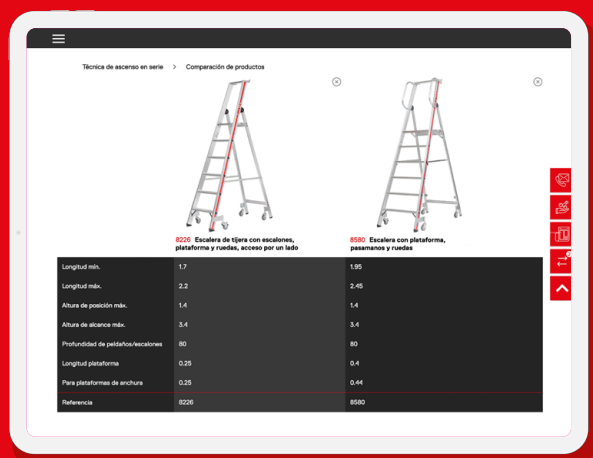 Técnica de ascenso en serie > Comparación de productos
8226 Escalera de tijera con escalones,
plataforma y ruedas, acceso por un lado
8580 Escalera con plataforma,
pasamanos y ruedas
Longitud mín. 1.7 1.95
Longitud máx. 2.2 2.45
Altura de posición máx. 1.4 1.4
Altura de alcance máx. 3.4 3.4
Profundidad de peldaños/escalones 80 80
Longitud plataforma 0.25 0.4
Para plataformas de anchura 0.25 0.44
Referencia 8226 8580